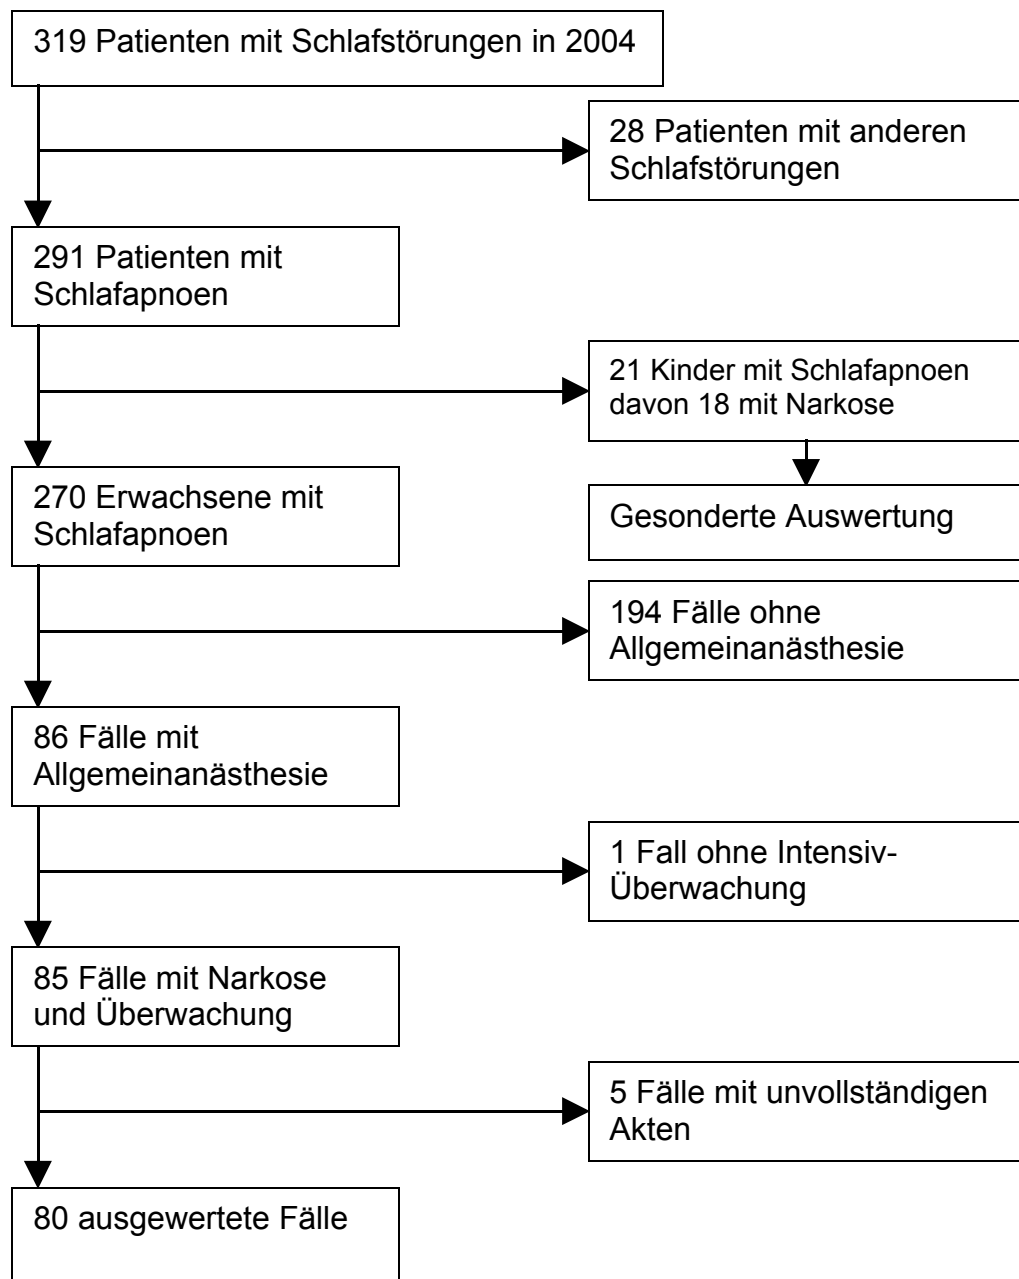 319 Patienten mit Schlafstörungen in 2004
28 Patienten mit anderen
Schlafstörungen
291 Patienten mit
Schlafapnoen
21 Kinder mit Schlafapnoen
davon 18 mit Narkose
270 Erwachsene mit
Schlafapnoen
Gesonderte Auswertung
194 Fälle ohne
Allgemeinanästhesie
86 Fälle mit
Allgemeinanästhesie
1 Fall ohne Intensiv-
Überwachung
85 Fälle mit Narkose
und Überwachung
5 Fälle mit unvollständigen
Akten
80 ausgewertete Fälle